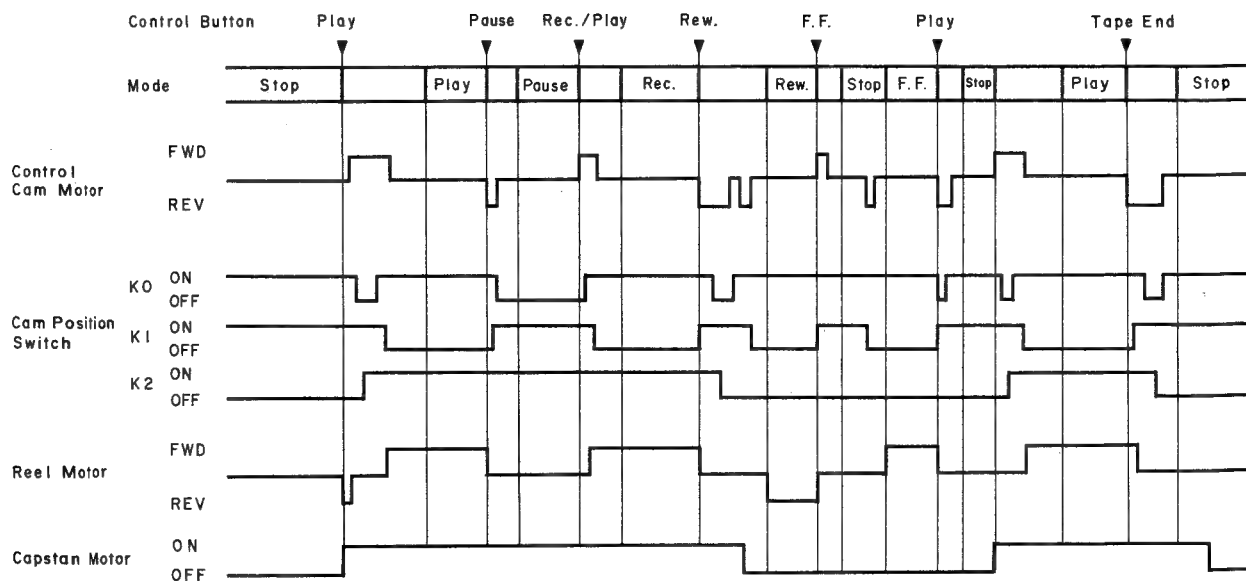 Control Button Play Pause Rec./Play Rew. F.F. Play Tape End
Mode Stop Play Pause Rec. Rew. Stop F.F. Stop Play Stop
Control
Cam Motor
FWD
REV
Cam Position
Switch
K0 ON
OFF
K1 ON
OFF
K2 ON
OFF
Reel Motor
FWD
REV
Capstan Motor
ON
OFF